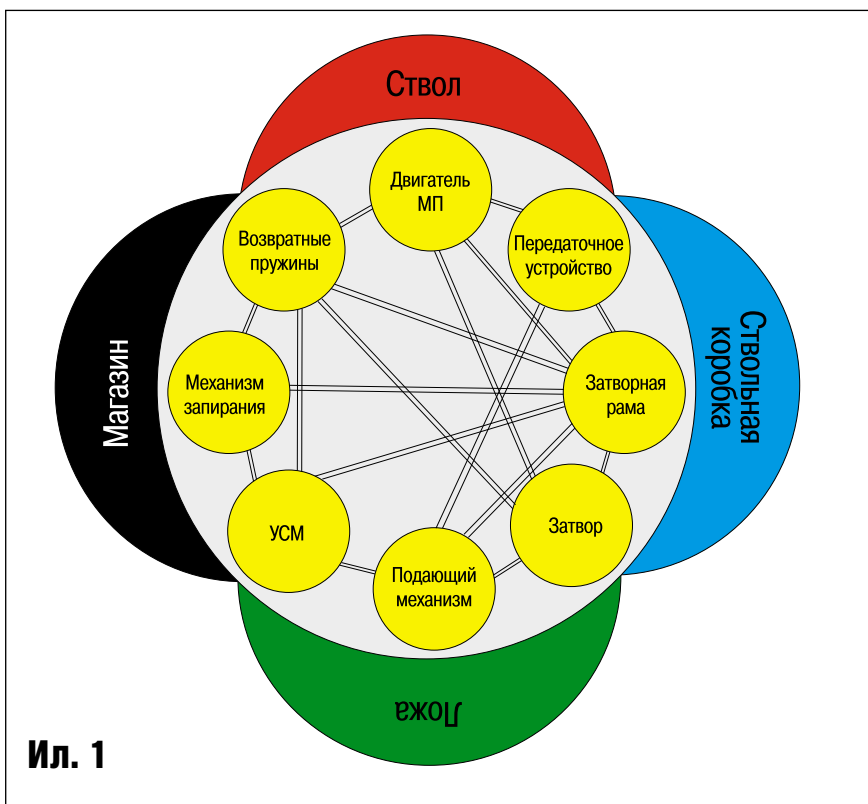 Ствол
Двигатель
МП
Возвратные
пружины
Передаточное
устройство
Магазин
Механизм
запирания
Затворная
рама
Ствольная
коробка
УСМ
Затвор
Подающий
механизм
Ложа
Ил. 1